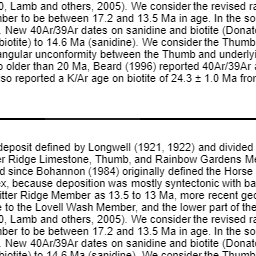 0, Lamb and others, 2005). We consider the revised ra
ber to be between 17.2 and 13.5 Ma in age. In the so
. New 40Ar/39Ar dates on sanidine and biotite (Donat
biotite) to 14.6 Ma (sanidine). We consider the Thumb
angular unconformity between the Thumb and underlyi
o older than 20 Ma, Beard (1996) reported 40Ar/39Ar
so reported a K/Ar age on biotite of 24.3 ± 1.0 Ma fron
deposit defined by Longwell (1921, 1922) and divided
er Ridge Limestone, Thumb, and Rainbow Gardens Me
d since Bohannon (1984) originally defined the Horse
ex, because deposition was mostly syntectonic with ba
itter Ridge Member as 13.5 to 13 Ma, more recent geo
e to the Lovell Wash Member, and the lower part of the
0, Lamb and others, 2005). We consider the revised ra
ber to be between 17.2 and 13.5 Ma in age. In the so
. New 40Ar/39Ar dates on sanidine and biotite (Donat
biotite) to 14.6 Ma (sanidine). We consider the Thumb